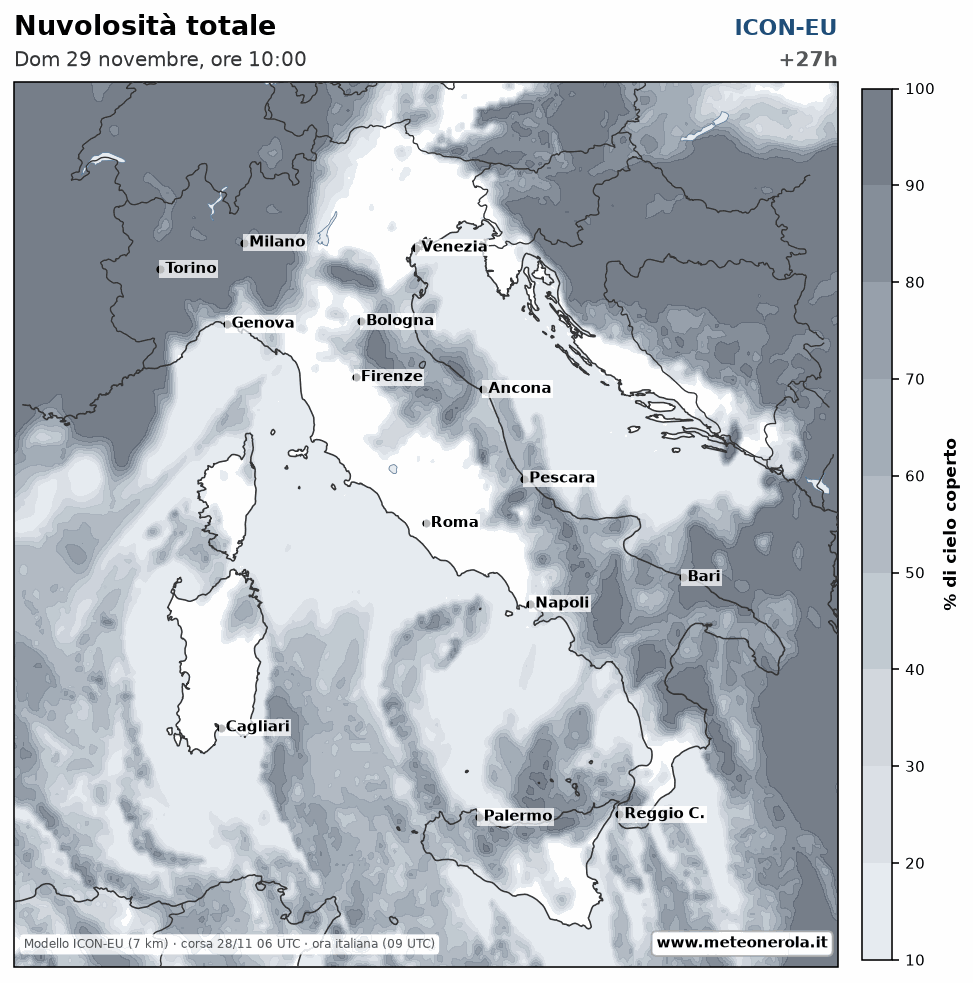 Nuvolosità totale
ICON-EU
Dom 29 novembre, ore 10:00
+27h
100
90
80
70
60
50
40
30
20
10
% di cielo coperto
Milano
Venezia
Torino
Genova
Bologna
Firenze
Ancona
Pescara
Roma
Bari
Napoli
Cagliari
Palermo
Reggio C.
Modello ICON-EU (7 km) · corsa 28/11 06 UTC · ora italiana (09 UTC)
www.meteonerola.it